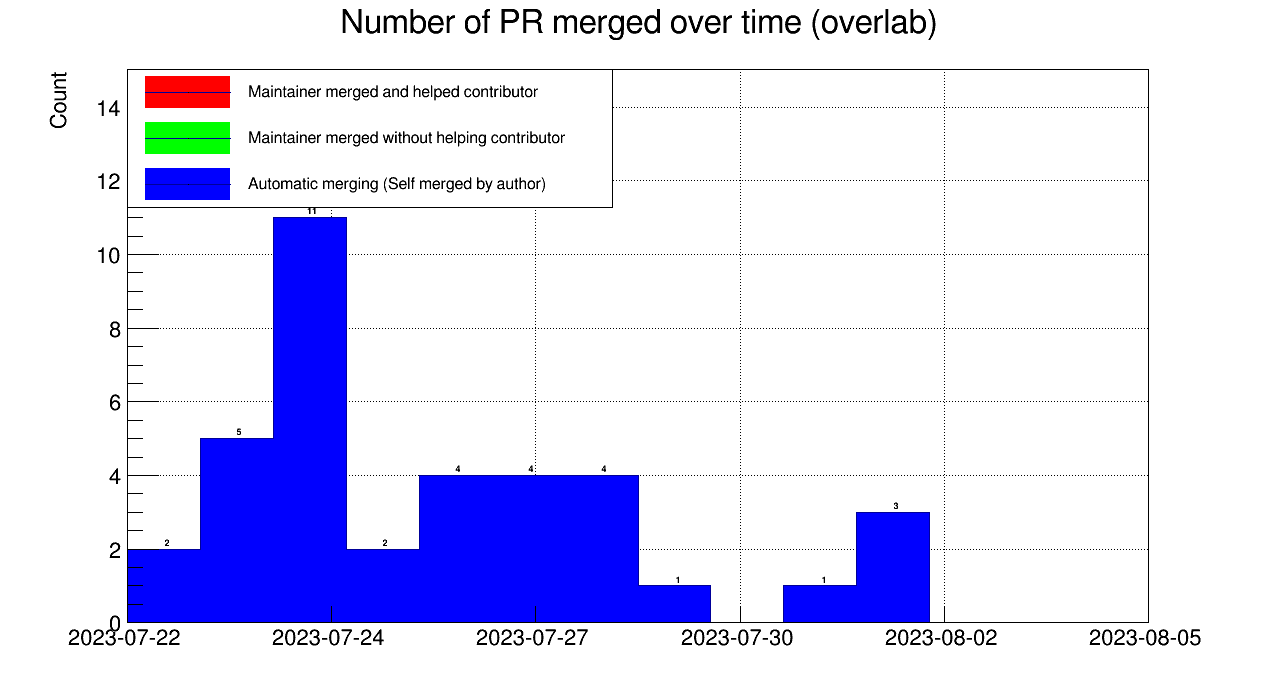 Number of PR merged over time (overlab)
Count
Maintainer merged and helped contributor
Maintainer merged without helping contributor
Automatic merging (Self merged by author)
14
12
10
8
6
4
2
0
11
5
4 4 4
3
2 2
1 1
2023-07-22 2023-07-24 2023-07-27 2023-07-30 2023-08-02 2023-08-05